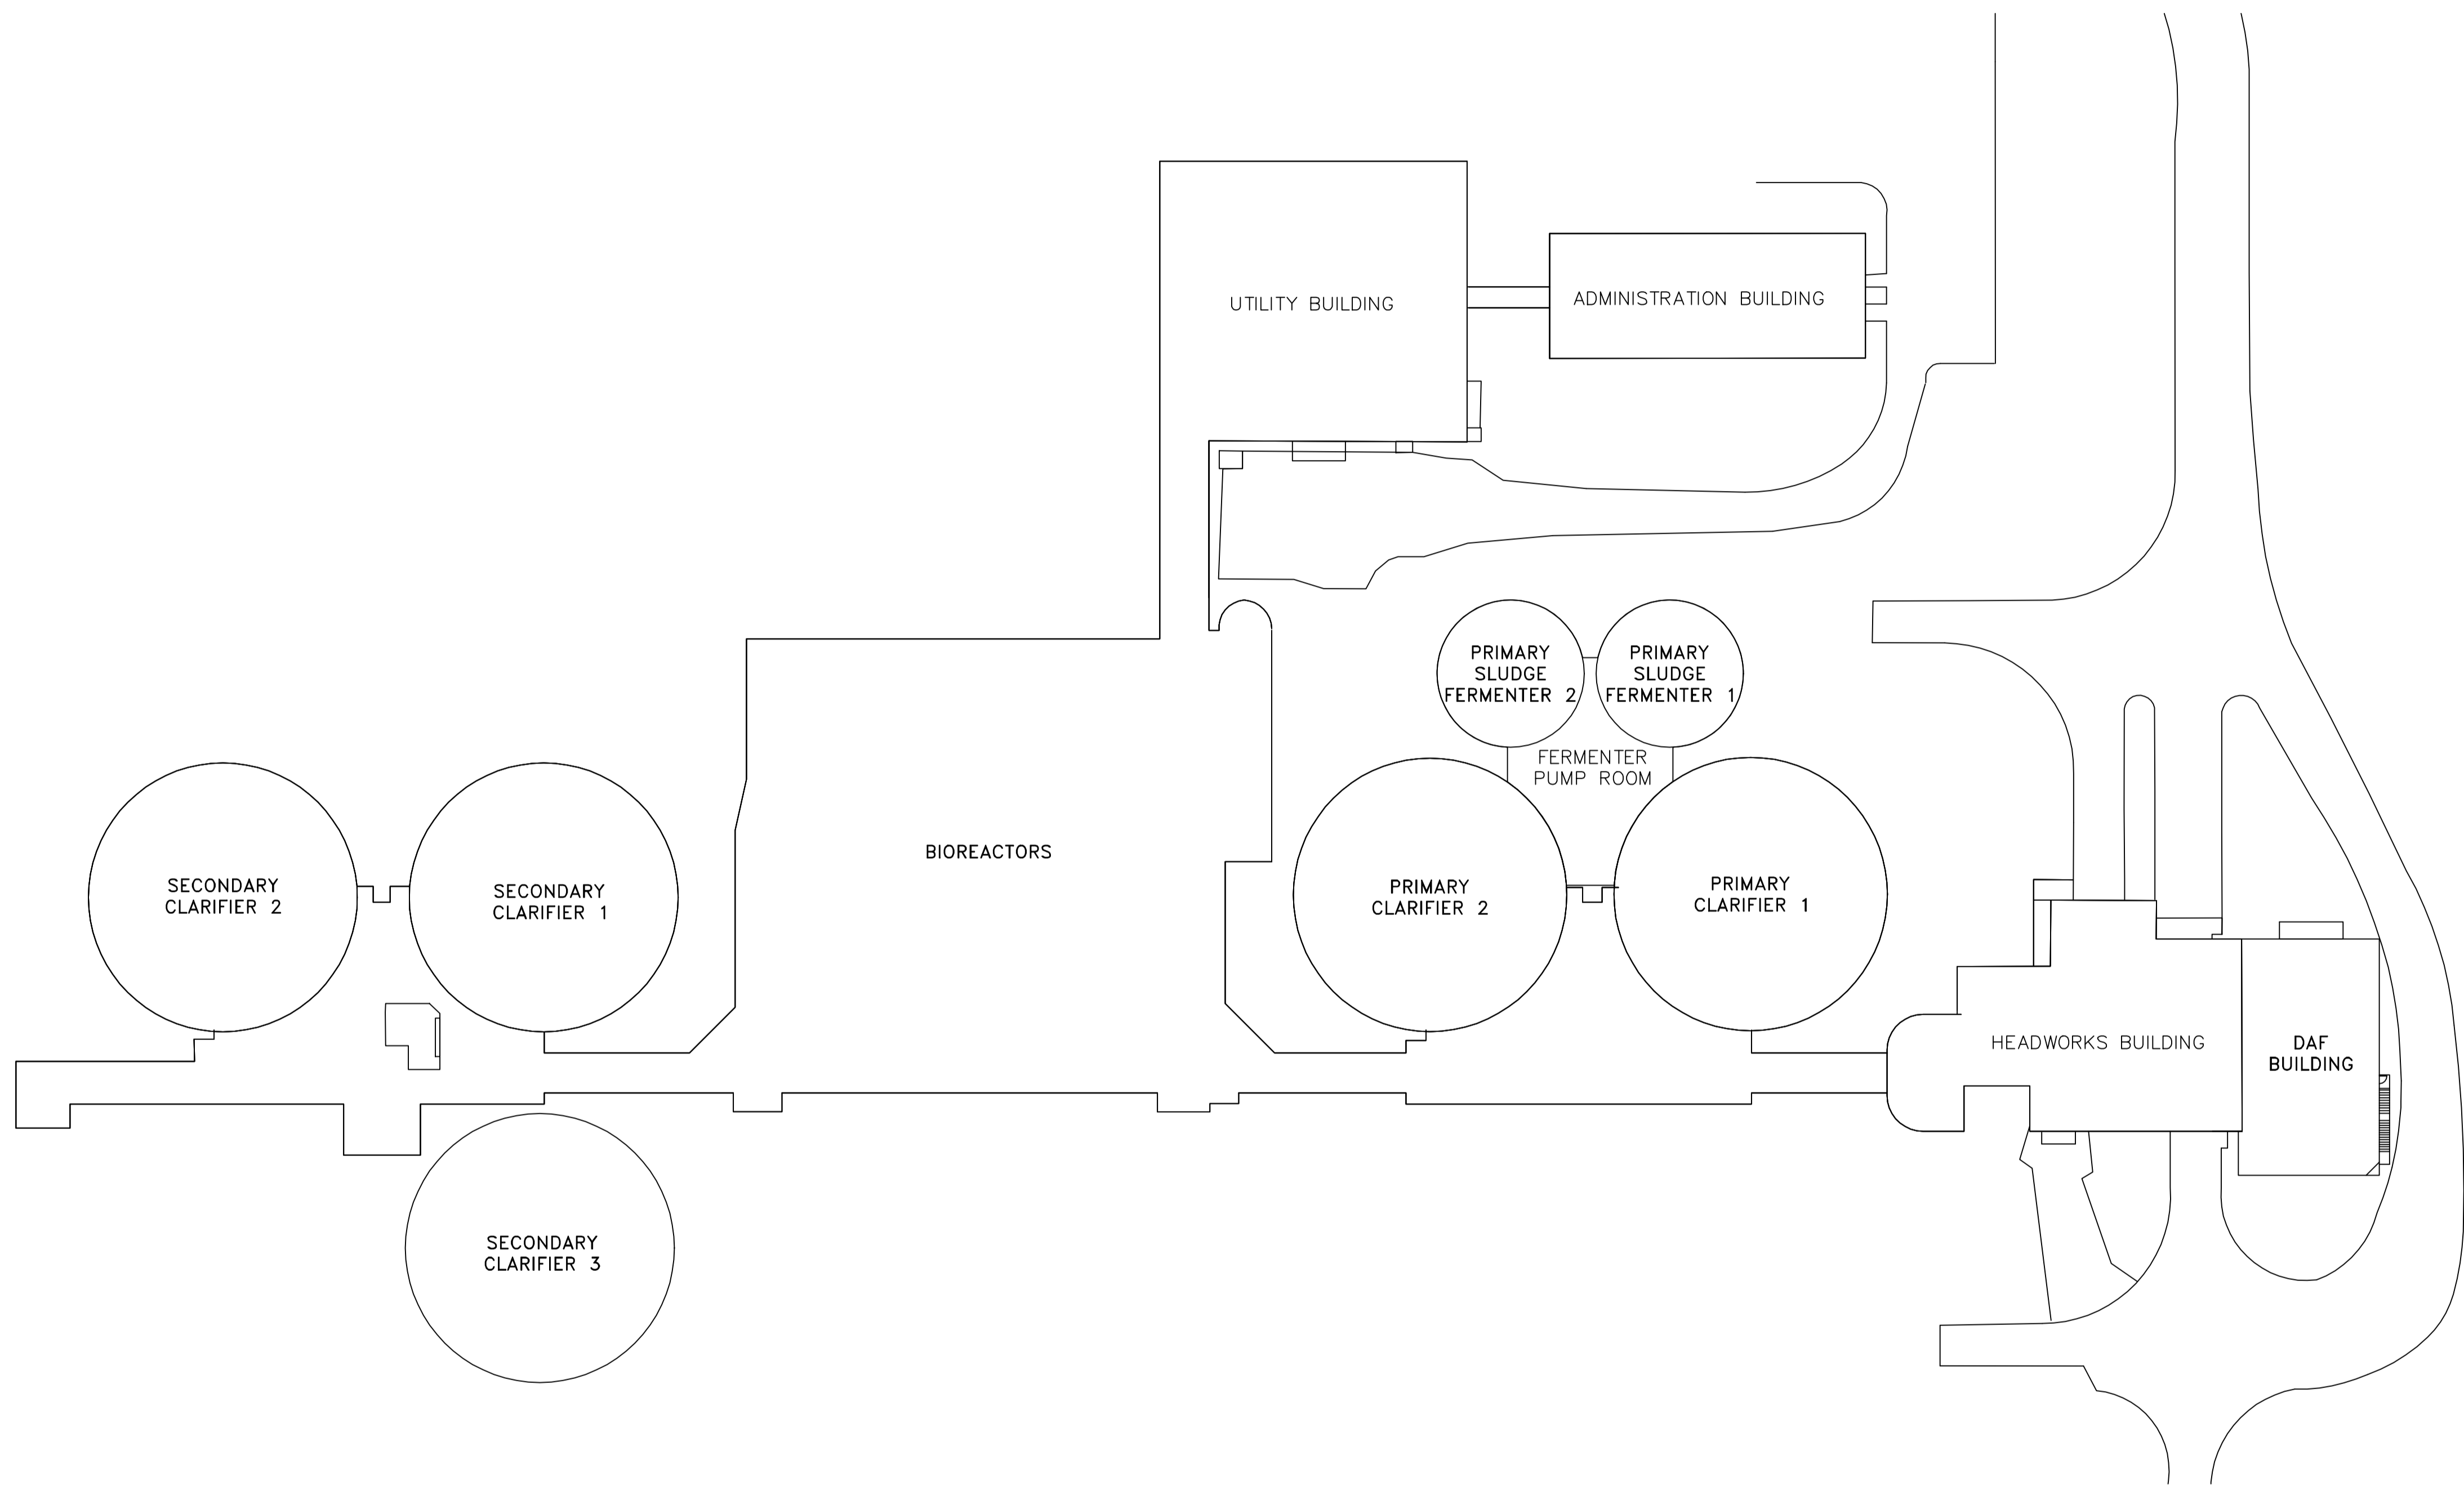 UTILITY BUILDING
ADMINISTRATION BUILDING
PRIMARY
SLUDGE
FERMENTER 2
PRIMARY
SLUDGE
FERMENTER 1
FERMENTER
PUMP ROOM
BIOREACTORS
SECONDARY
CLARIFIER 2
SECONDARY
CLARIFIER 1
PRIMARY
CLARIFIER 2
PRIMARY
CLARIFIER 1
HEADWORKS BUILDING
DAF
BUILDING
SECONDARY
CLARIFIER 3